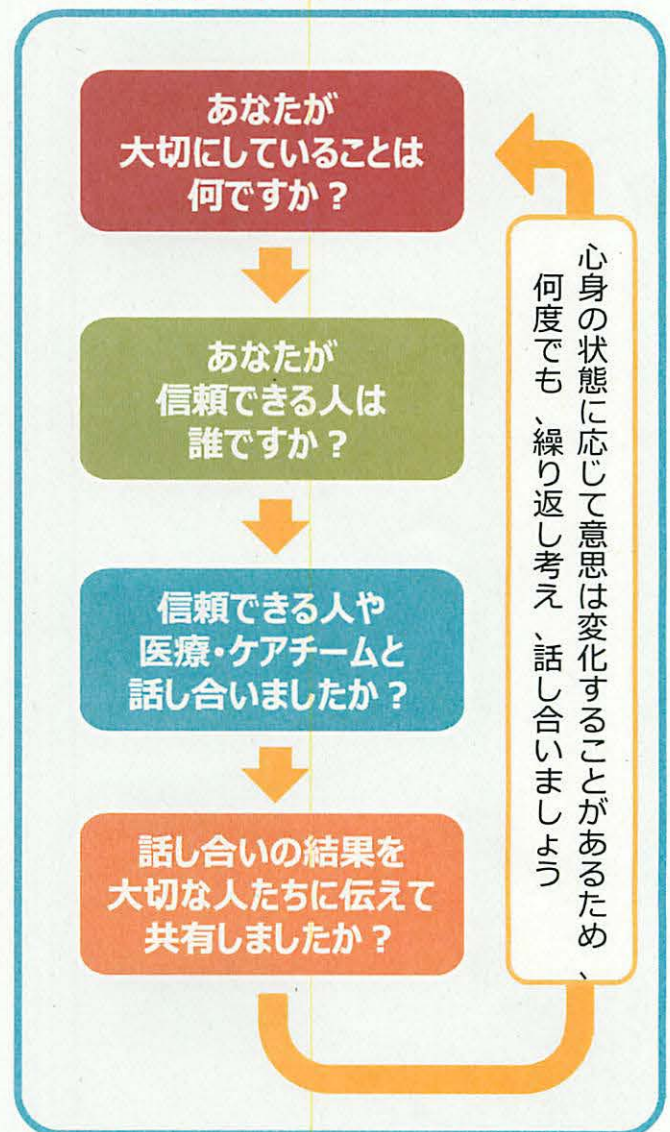 あなたが
大切にしていることは
何ですか？
あなたが
信頼できる人は
誰ですか？
信頼できる人や
医療・ケアチームと
話し合いましたか？
話し合いの結果を
大切な人たちに伝えて
共有しましたか？
心身の状態に応じて意思は変化することがあるため、
何度でも、繰り返し考え、話し合いましょう